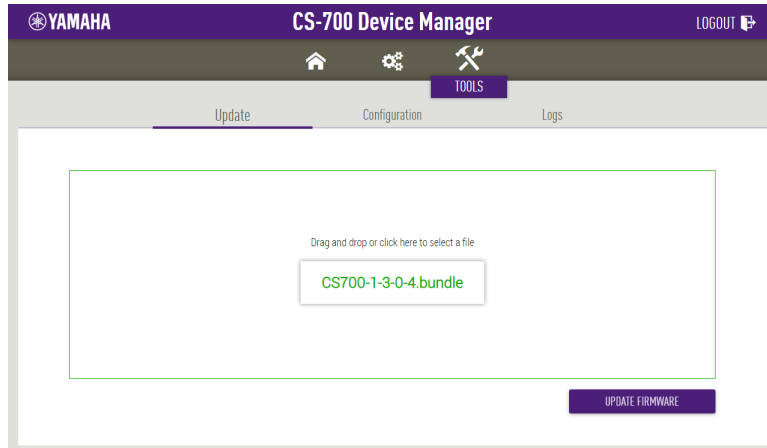 YAMAHA CS-700 Device Manager LOGOUT
TOOLS
Update Configuration Logs
Drag and drop or click here to select a file
CS700-1-3-0-4.bundle
UPDATE FIRMWARE